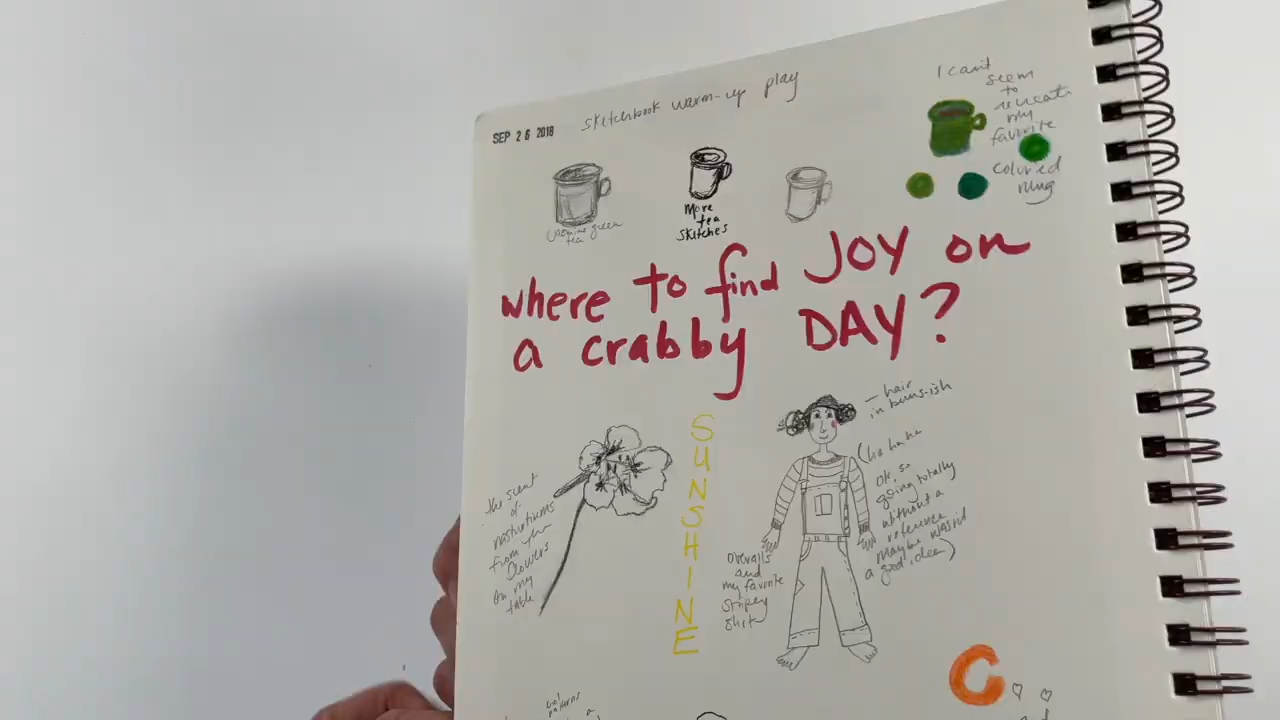 SEP 26 2018
sketchbook warm-up play
I can't
seem
to
my
favorite
colored
mug
Jasmine green
tea
More
tea
sketches
where to find JOY on
a crabby DAY?
SUNSHINE
the scent
of
nasturtiums
from
flowers
on my
table
- hair
in buns-ish
(ha ha ha
OK, so
going totally
without a
reference
maybe wasn't
a good idea)
overalls
and
my favorite
stripey
shirt
C
a